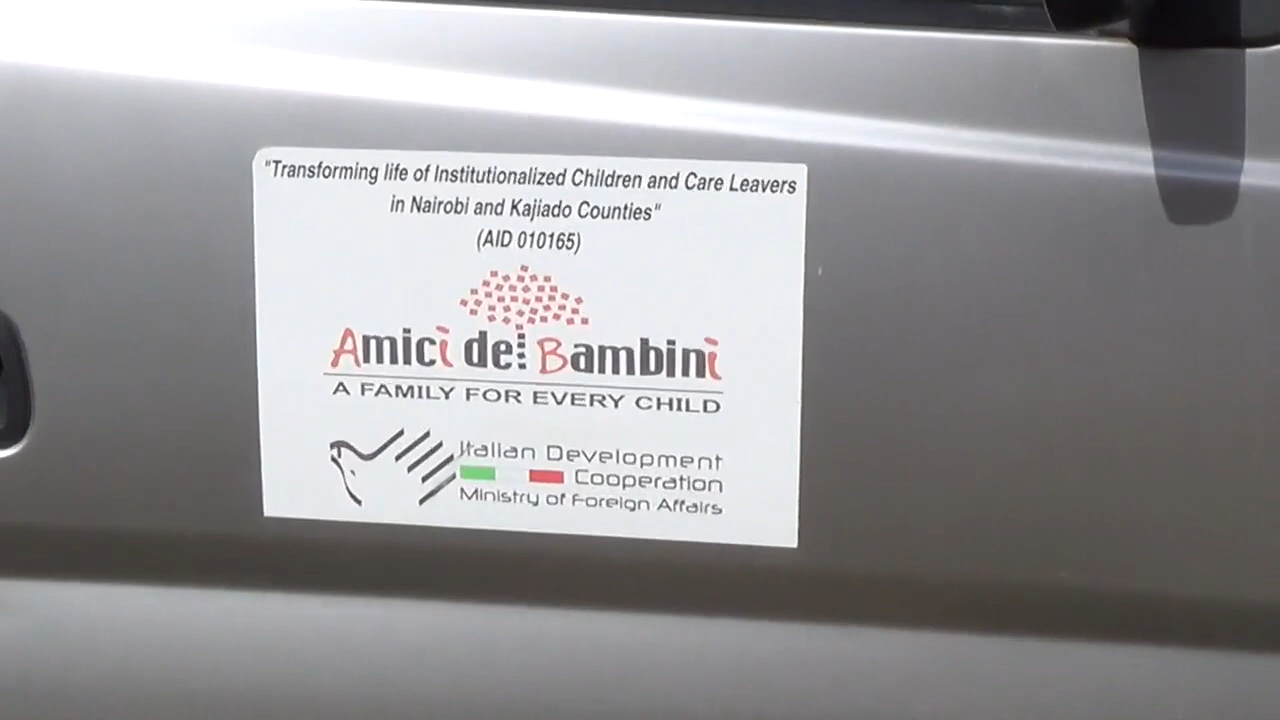 "Transforming life of Institutionalized Children and Care Leavers
in Nairobi and Kajiado Counties"
(AID 010165)
Amici dei Bambini
A FAMILY FOR EVERY CHILD
Italian Development
Cooperation
Ministry of Foreign Affairs